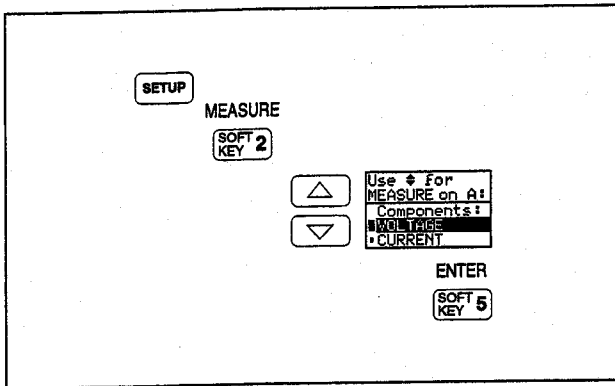 SETUP
MEASURE
SOFT KEY 2
Use ♦ for
MEASURE on A:
Components:
VOLTAGE
CURRENT
ENTER
SOFT KEY 5